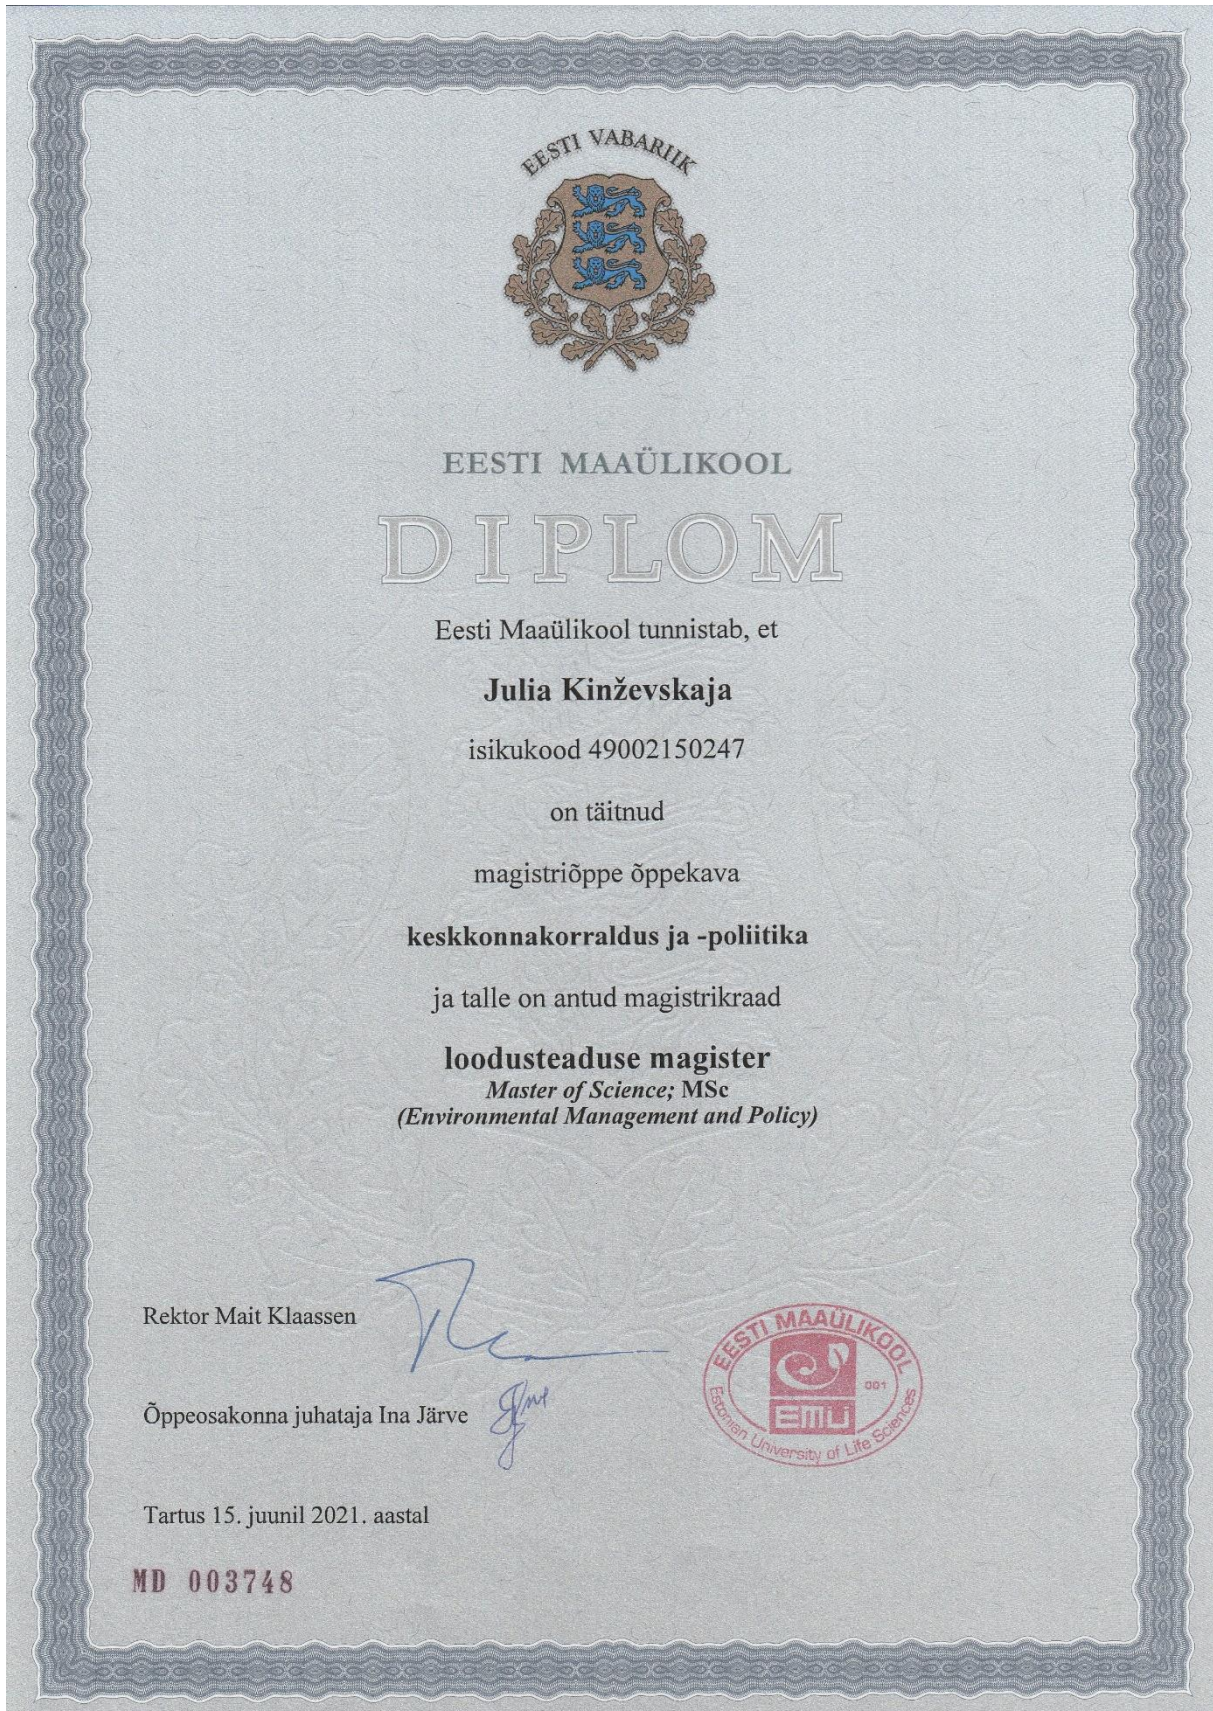 EESTI VABARIIK
EESTI MAAÜLIKOOL
DIPLOM
Eesti Maaülikool tunnistab, et
Julia Kinževskaja
isikukood 49002150247
on täitnud
magistriõppe õppekava
keskkonnakorraldus ja -poliitika
ja talle on antud magistrikraad
loodusteaduse magister
Master of Science; MSc
(Environmental Management and Policy)
Rektor Mait Klaassen
EESTI MAAÜLIKOOL
001
EMÜ
Estonian University of Life Sciences
Õppeosakonna juhataja Ina Järve
Tartus 15. juunil 2021. aastal
MD 003748